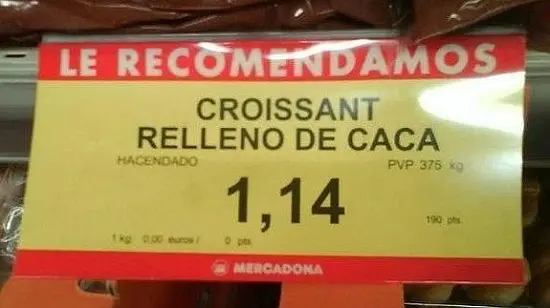 LE RECOMENDAMOS
CROISSANT
RELLENO DE CACA
HACENDADO PVP 375 kg
1,14 190 pts.
1 kg. 0,00 euros / 0 pts.
MERCADONA